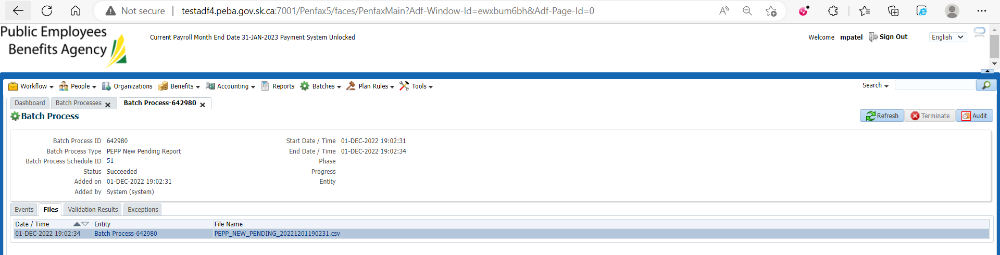 Not secure | testadf4.peba.gov.sk.ca:7001/Penfax5/faces/PenfaxMain?Adf-Window-Id=ewxbum6bh&Adf-Page-Id=0
Public Employees
Benefits Agency
Current Payroll Month End Date 31-JAN-2023 Payment System Unlocked
Welcome mpatel Sign Out English
Workflow People Organizations Benefits Accounting Reports Batches Plan Rules Tools Search
Dashboard Batch Processes Batch Process-642980
Batch Process Refresh Terminate Audit
Batch Process ID 642980 Start Date / Time 01-DEC-2022 19:02:31
Batch Process Type PEPP New Pending Report End Date / Time 01-DEC-2022 19:02:34
Batch Process Schedule ID 51 Phase
Status Succeeded Progress
Added on 01-DEC-2022 19:02:31 Entity
Added by System (system)
Events Files Validation Results Exceptions
Date / Time Entity File Name
01-DEC-2022 19:02:34 Batch Process-642980 PEPP_NEW_PENDING_20221201190231.csv